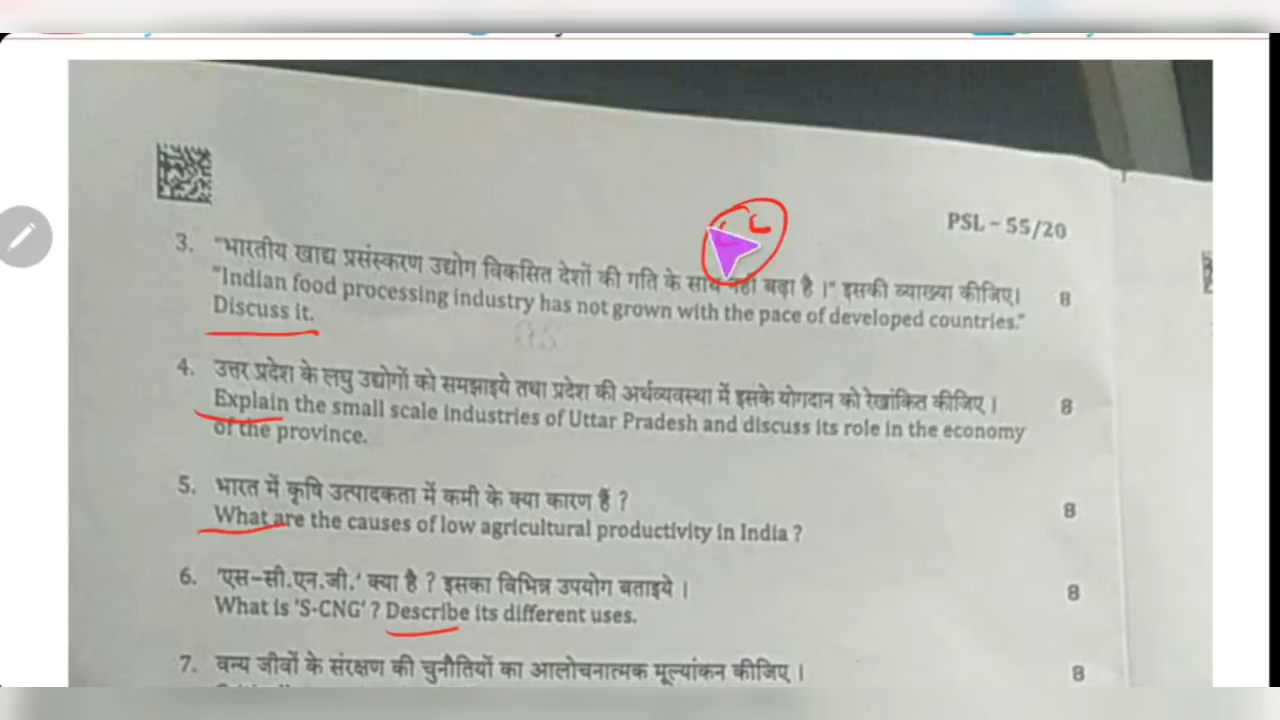 PSL – 55/20
3. "भारतीय खाद्य प्रसंस्करण उद्योग विकसित देशों की गति के साथ नहीं बढ़ा है ।" इसकी व्याख्या कीजिए। 8
"Indian food processing industry has not grown with the pace of developed countries."
Discuss it.
4. उत्तर प्रदेश के लघु उद्योगों को समझाइये तथा प्रदेश की अर्थव्यवस्था में इसके योगदान को रेखांकित कीजिए । 8
Explain the small scale industries of Uttar Pradesh and discuss its role in the economy
of the province.
5. भारत में कृषि उत्पादकता में कमी के क्या कारण हैं ? 8
What are the causes of low agricultural productivity in India ?
6. 'एस-सी.एन.जी.' क्या है ? इसका विभिन्न उपयोग बताइये । 8
What is 'S-CNG' ? Describe its different uses.
7. वन्य जीवों के संरक्षण की चुनौतियों का आलोचनात्मक मूल्यांकन कीजिए । 8